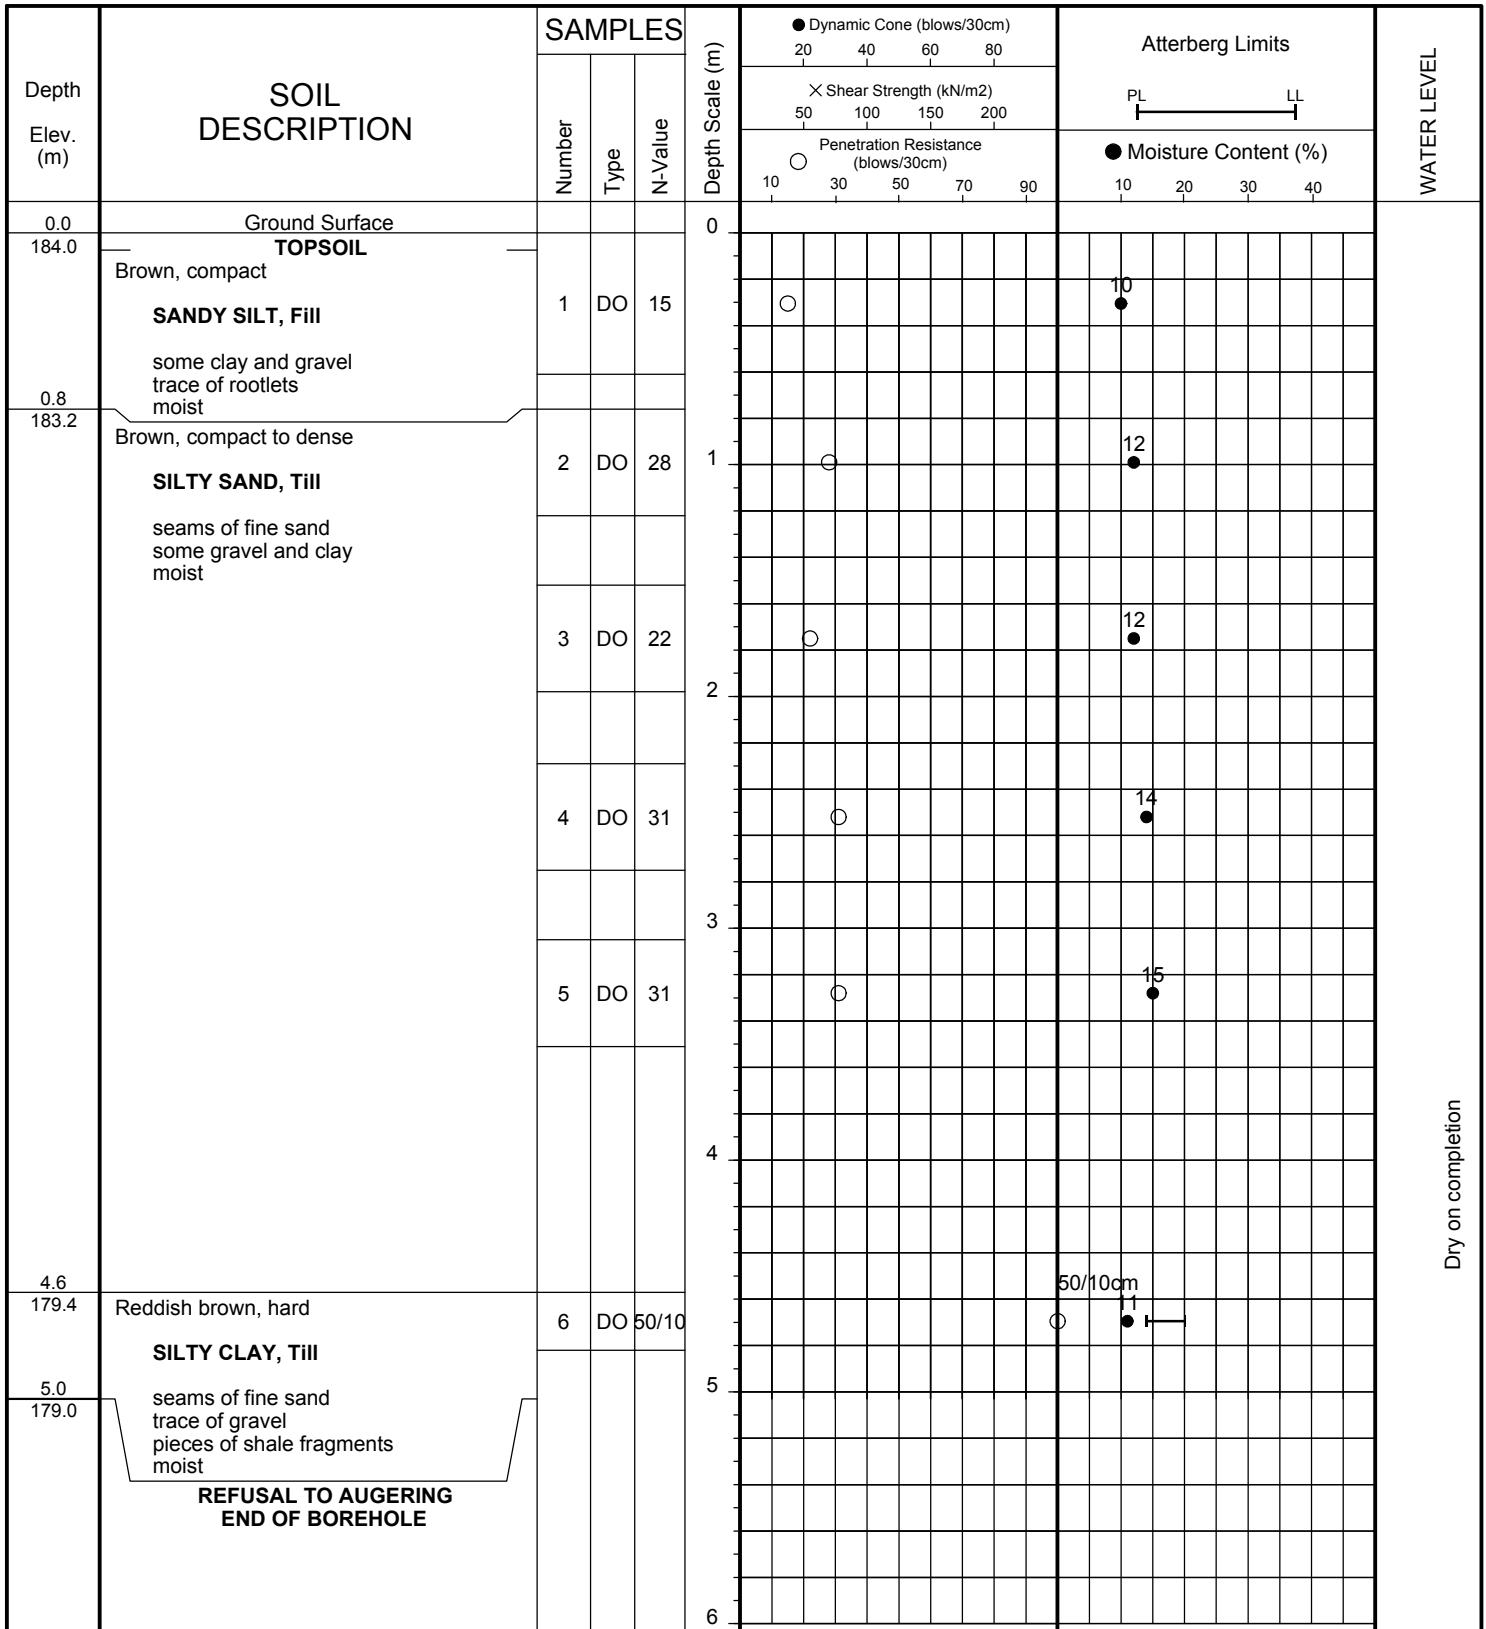 Depth
Elev.
(m)
SOIL
DESCRIPTION
SAMPLES
Number
Type
N-Value
Depth Scale (m)
Dynamic Cone (blows/30cm)
20 40 60 80
Shear Strength (kN/m2)
50 100 150 200
Penetration Resistance
(blows/30cm)
10 30 50 70 90
Atterberg Limits
PL LL
Moisture Content (%)
10 20 30 40
WATER LEVEL
0.0 Ground Surface 0
184.0 TOPSOIL
Brown, compact
10
1 DO 15
SANDY SILT, Fill
some clay and gravel
trace of rootlets
0.8 moist
183.2
Brown, compact to dense
12
2 DO 28 1
SILTY SAND, Till
seams of fine sand
some gravel and clay
moist
12
3 DO 22
2
14
4 DO 31
3
15
5 DO 31
4
Dry on completion
4.6
50/10cm
179.4 Reddish brown, hard
11
6 DO 50/10
SILTY CLAY, Till
5.0 5
179.0 seams of fine sand
trace of gravel
pieces of shale fragments
moist
REFUSAL TO AUGERING
END OF BOREHOLE
6